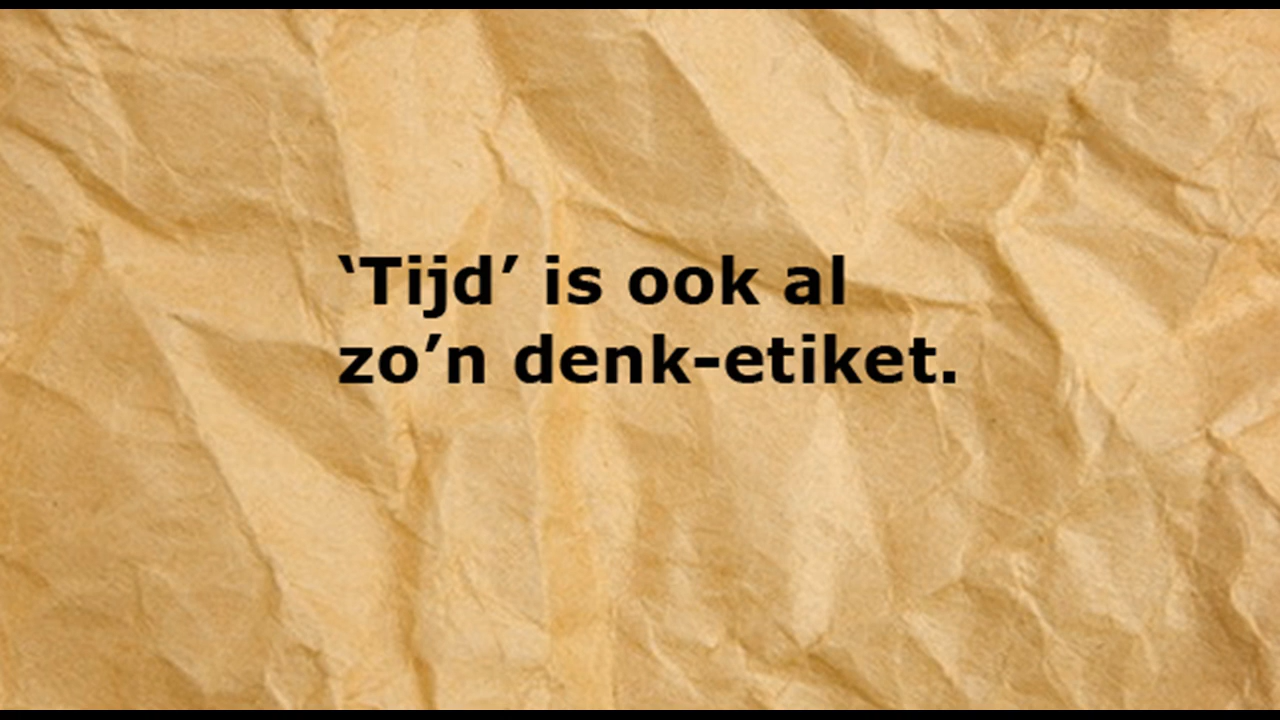 ‘Tijd’ is ook al
zo’n denk-etiket.